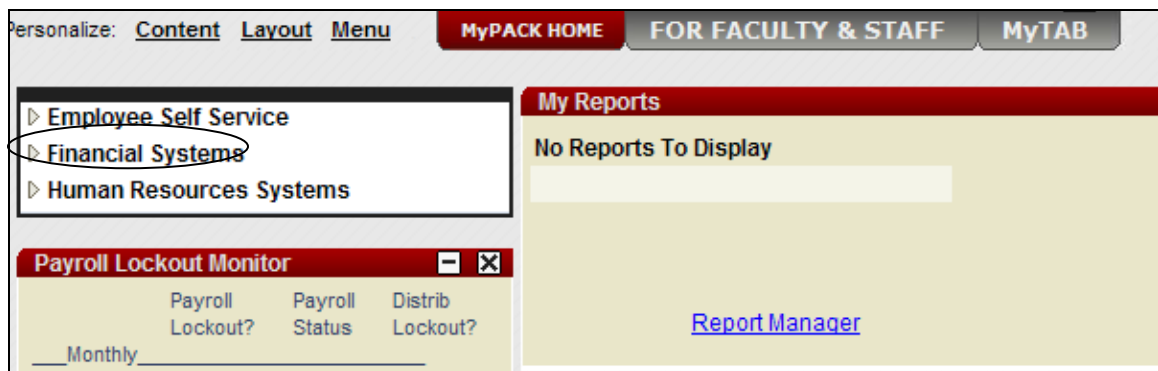 Personalize: Content Layout Menu MyPACK HOME FOR FACULTY & STAFF MyTAB
Employee Self Service
Financial Systems
Human Resources Systems
My Reports
No Reports To Display
Report Manager
Payroll Lockout Monitor
Payroll Payroll Distrib
Lockout? Status Lockout?
___Monthly______________________